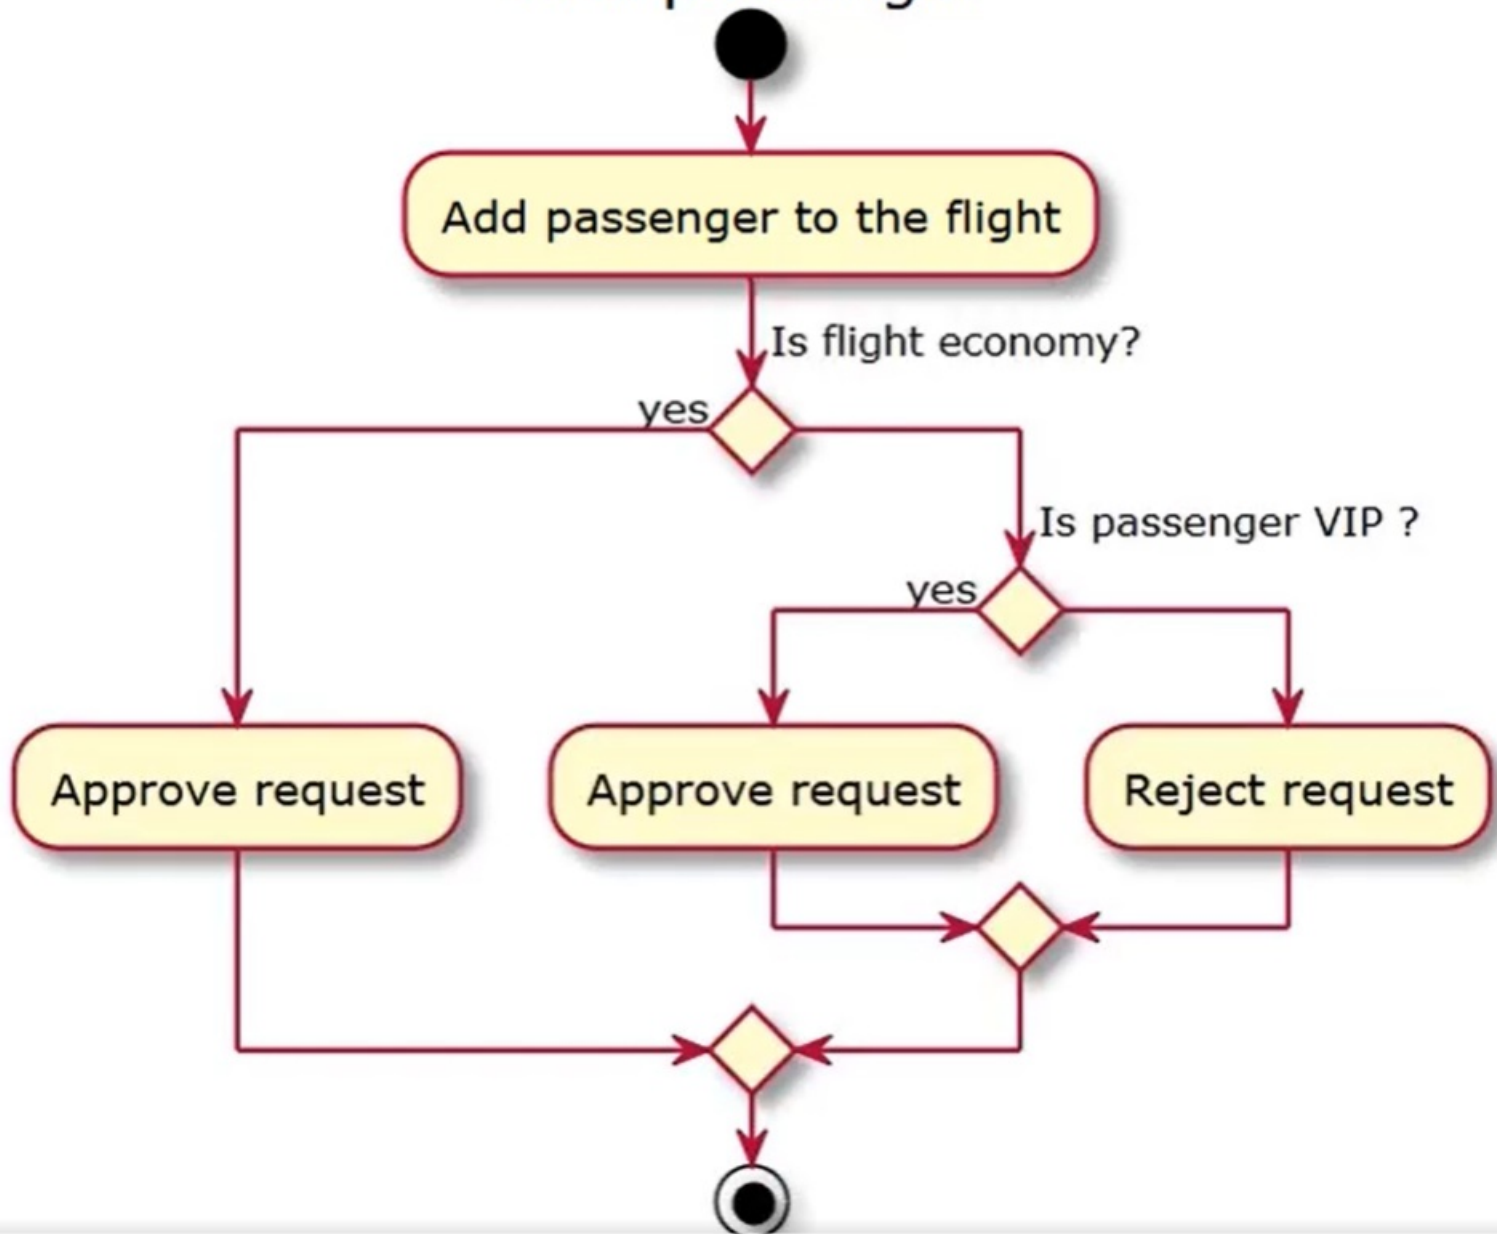 Add passenger to the flight
Is flight economy?
yes
Is passenger VIP ?
yes
Approve request
Approve request
Reject request